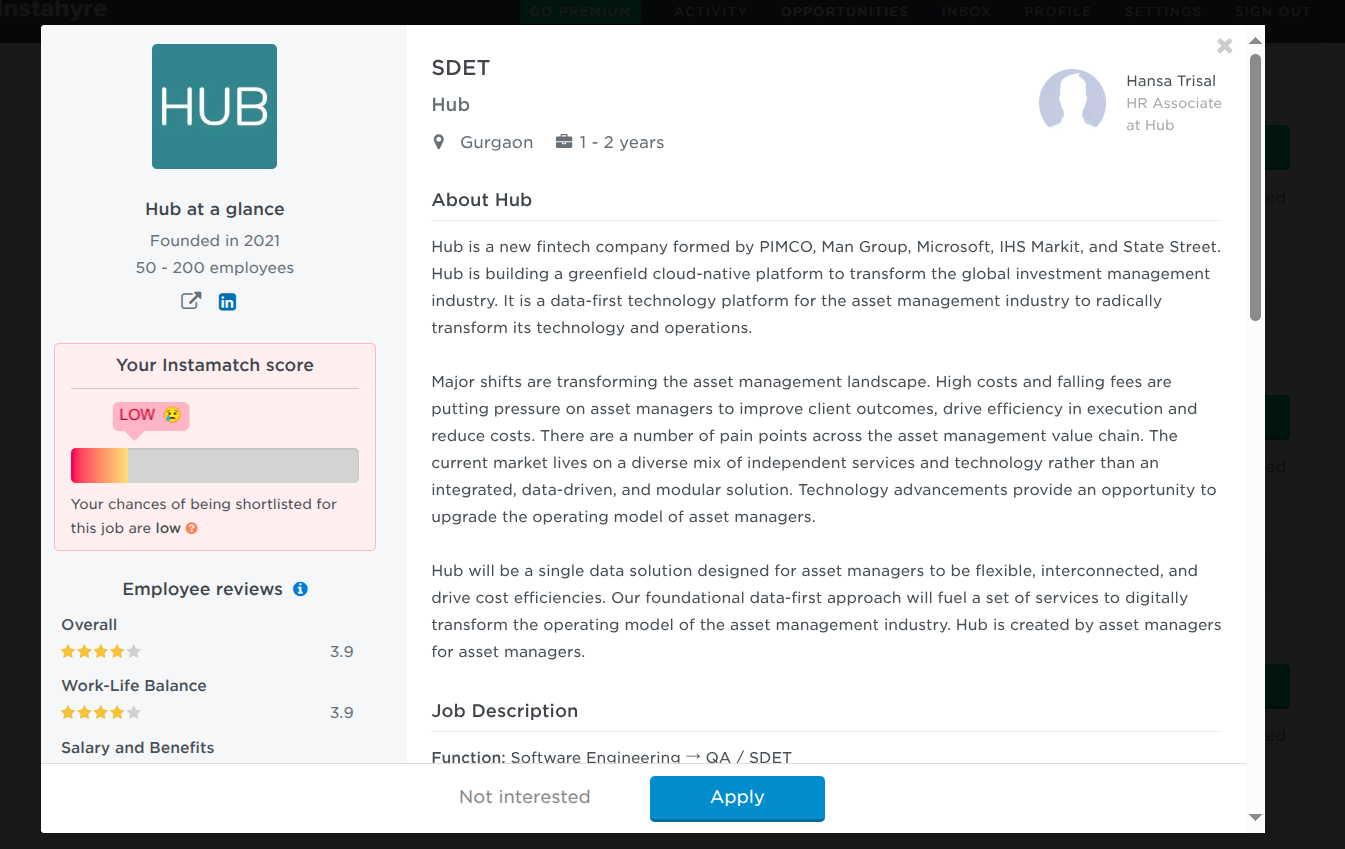 Instahyre
GO PREMIUM
ACTIVITY
OPPORTUNITIES
INBOX
PROFILE
SETTINGS
SIGN OUT
HUB
Hub at a glance
Founded in 2021
50 - 200 employees
in
Your Instamatch score
LOW
Your chances of being shortlisted for
this job are low ?
Employee reviews i
Overall
3.9
Work-Life Balance
3.9
Salary and Benefits
SDET
Hub
Gurgaon 1 - 2 years
Hansa Trisal
HR Associate
at Hub
About Hub
Hub is a new fintech company formed by PIMCO, Man Group, Microsoft, IHS Markit, and State Street.
Hub is building a greenfield cloud-native platform to transform the global investment management
industry. It is a data-first technology platform for the asset management industry to radically
transform its technology and operations.
Major shifts are transforming the asset management landscape. High costs and falling fees are
putting pressure on asset managers to improve client outcomes, drive efficiency in execution and
reduce costs. There are a number of pain points across the asset management value chain. The
current market lives on a diverse mix of independent services and technology rather than an
integrated, data-driven, and modular solution. Technology advancements provide an opportunity to
upgrade the operating model of asset managers.
Hub will be a single data solution designed for asset managers to be flexible, interconnected, and
drive cost efficiencies. Our foundational data-first approach will fuel a set of services to digitally
transform the operating model of the asset management industry. Hub is created by asset managers
for asset managers.
Job Description
Function: Software Engineering → QA / SDET
Not interested
Apply